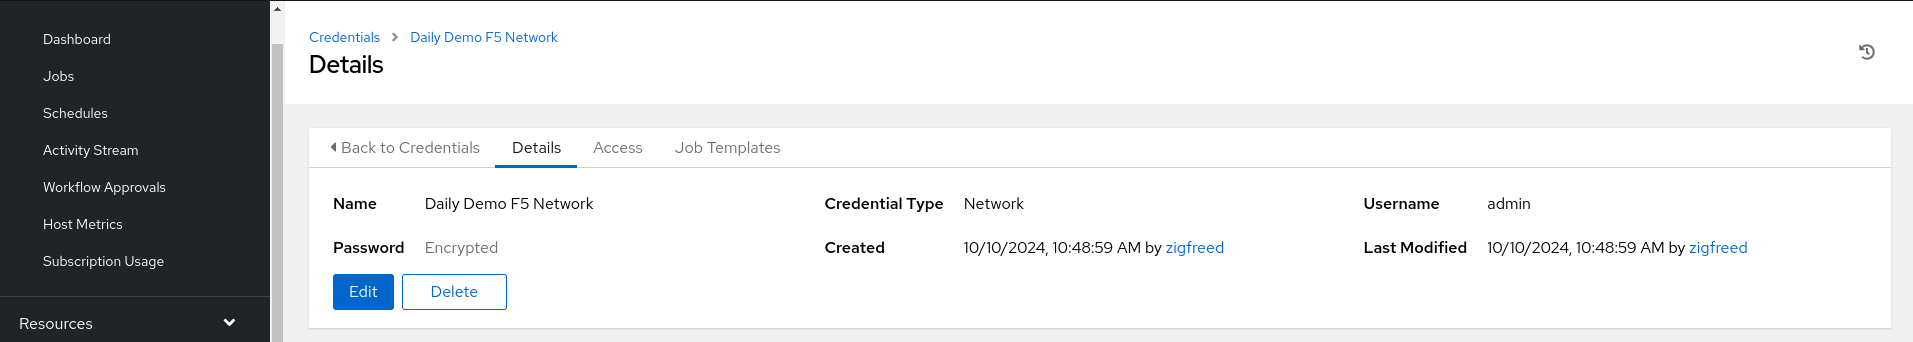 Dashboard
Jobs
Schedules
Activity Stream
Workflow Approvals
Host Metrics
Subscription Usage
Resources
Credentials > Daily Demo F5 Network
Details
Back to Credentials Details Access Job Templates
Name Daily Demo F5 Network Credential Type Network Username admin
Password Encrypted Created 10/10/2024, 10:48:59 AM by zigfreed Last Modified 10/10/2024, 10:48:59 AM by zigfreed
Edit Delete